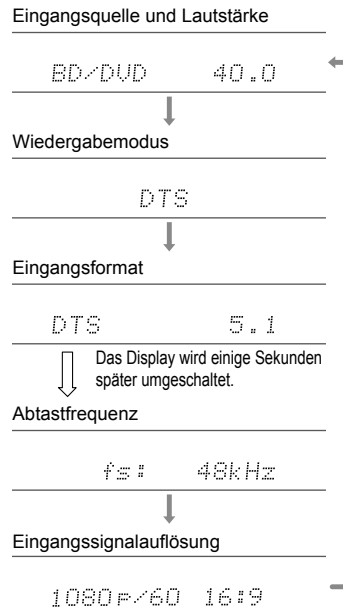 Eingangsquelle und Lautstärke
BD/DVD 40.0
Wiedergabemodus
DTS
Eingangsformat
DTS 5.1
Das Display wird einige Sekunden
später umgeschaltet.
Abtastfrequenz
fs: 48kHz
Eingangssignalauflösung
1080p/60 16:9